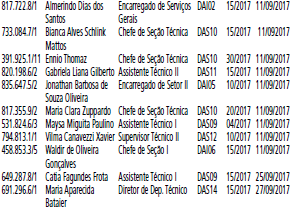 817.722.8/1 Almerindo Dias dos Santos Encarregado de Serviços Gerais DAI02 15/2017 11/09/2017
733.084.7/1 Bianca Alves Schlink Mattos Chefe de Seção Técnica DAS10 15/2017 11/09/2017
391.925.1/11 Ennio Thomaz Chefe de Seção Técnica DAS10 30/2017 11/09/2017
820.198.6/2 Gabriela Liana Gilberto Assistente Técnico II DAS11 15/2017 11/09/2017
835.647.5/2 Jonathan Barbosa de Souza Oliveira Encarregado de Setor II DAI05 10/2017 11/09/2017
817.355.9/2 Maria Clara Zuppardo Chefe de Seção Técnica DAS10 20/2017 11/09/2017
531.824.6/3 Maysa Miguita Paulino Assistente Técnico I DAS09 04/2017 11/09/2017
794.813.1/1 Vilma Canavezzi Xavier Supervisor Técnico II DAS12 10/2017 11/09/2017
458.853.3/5 Waldir de Oliveira Gonçalves Chefe de Seção I DAI06 15/2017 11/09/2017
649.287.8/1 Catia Fagundes Frota Assistente Técnico I DAS09 15/2017 25/09/2017
691.296.6/1 Maria Aparecida Bataier Diretor de Dep. Técnico DAS14 15/2017 27/09/2017